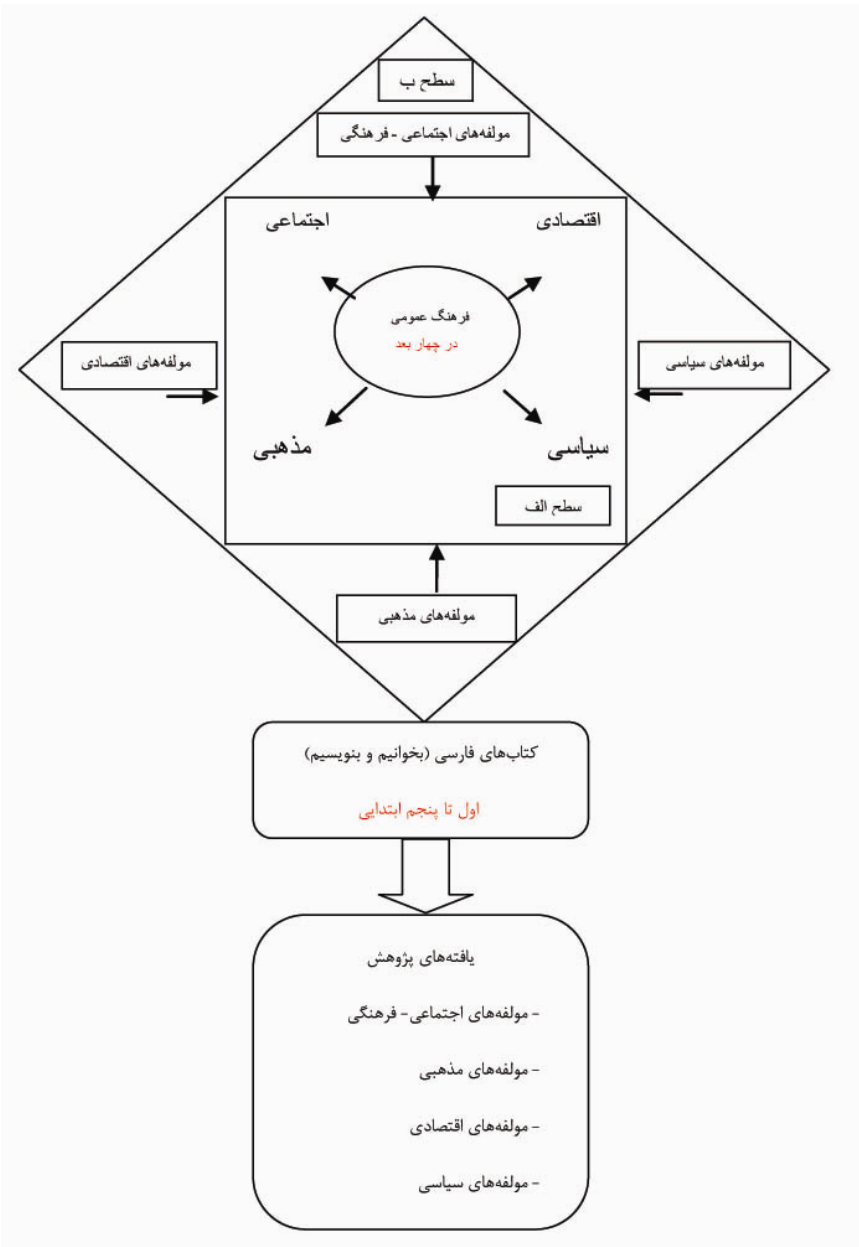 سطح ب
مولفه‌های اجتماعی - فرهنگی
اقتصادی
اجتماعی
فرهنگ عمومی
در چهار بعد
مولفه‌های سیاسی
مولفه‌های اقتصادی
سیاسی
مذهبی
سطح الف
مولفه‌های مذهبی
کتاب‌های فارسی (بخوانیم و بنویسیم)
اول تا پنجم ابتدایی
یافته‌های پژوهش
- مولفه‌های اجتماعی- فرهنگی
- مولفه‌های مذهبی
- مولفه‌های اقتصادی
- مولفه‌های سیاسی